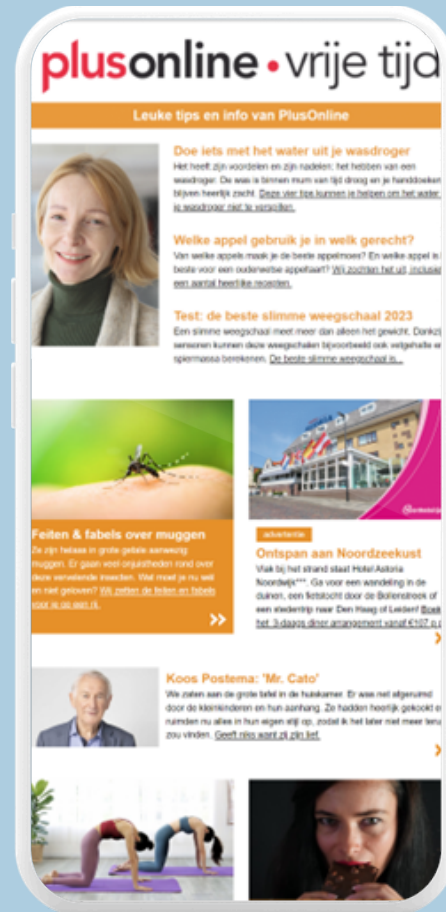 plusonline • vrije tijd
Leuke tips en info van PlusOnline
Doe iets met het water uit je wasdroger
Het heeft zijn voordelen en zijn nadelen: het hebben van een
wasdroger. De was is binnen mum van tijd droog en je handdoeken
blijven heerlijk zacht. Deze vier tips kunnen je helpen om het water
je wasdroger niet te verspillen.
Welke appel gebruik je in welk gerecht?
Van welke appels maak je de beste appelmoes? En welke appel is
beste voor een ouderwetse appeltaart? Wij zochten het uit, inclusief
een aantal heerlijke recepten.
Test: de beste slimme weegschaal 2023
Een slimme weegschaal meet meer dan alleen het gewicht. Dankzij
sensoren kunnen deze weegschalen bijvoorbeeld ook vetgehalte en
spiermassa berekenen. De beste slimme weegschaal is...
Feiten & fabels over muggen
Ze zijn helaas in grote getale aanwezig:
muggen. Er gaan veel onjuistheden rond over
deze vervelende insecten. Wat moet je nu wel
en niet geloven? Wij zetten de feiten en fabels
voor je op een rij.
»
advertentie
Ontspan aan Noordzeekust
Vlak bij het strand staat Hotel Astoria
Noordwijk***. Ga voor een wandeling in de
duinen, een fietstocht door de Bollenstreek of
een stedentrip naar Den Haag of Leiden! Boek
het 3-daags diner arrangement vanaf €107 p.p
Koos Postema: 'Mr. Cato'
We zaten aan de grote tafel in de huiskamer. Er was net afgeruimd
door de kleinkinderen en hun aanhang. Ze hadden heerlijk gekookt e
ruimden nu alles in hun eigen stijl op, zodat ik het later niet meer teru
zou vinden. Geeft niks want zij zijn lief.